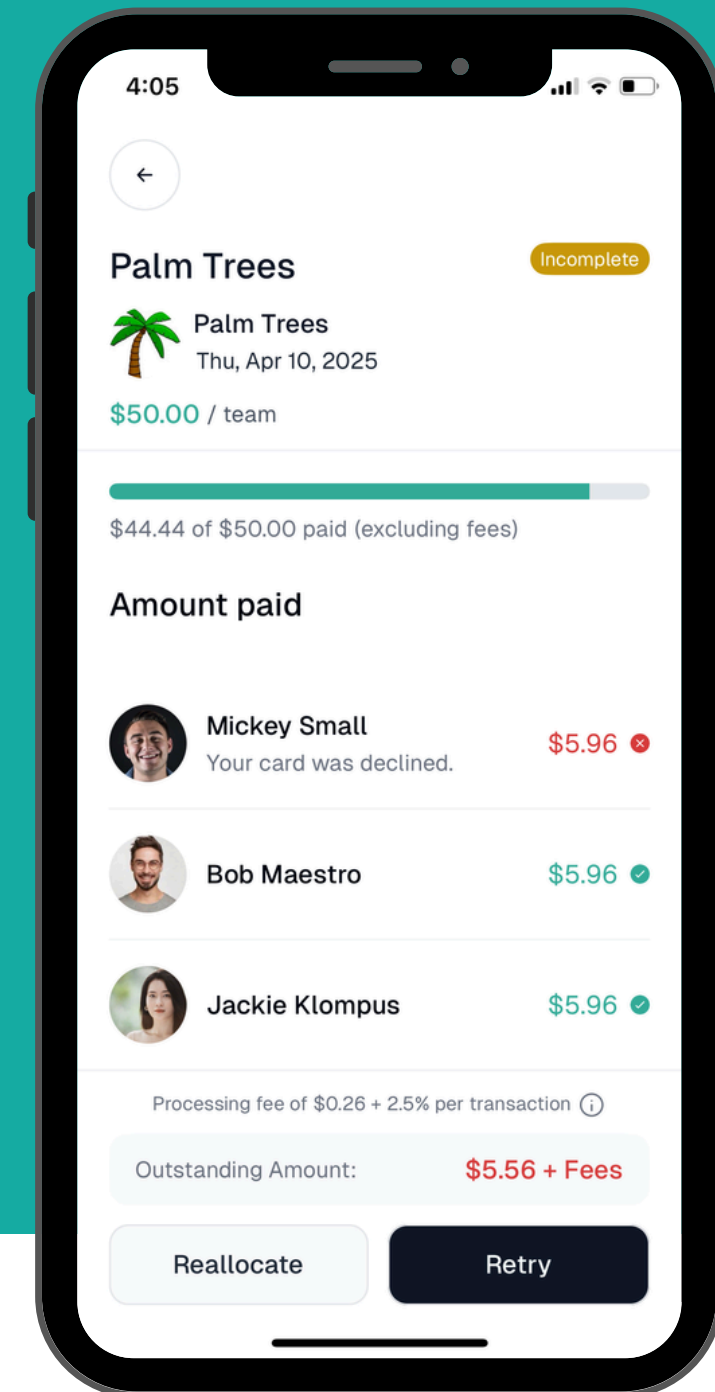 4:05
Palm Trees
Incomplete
Palm Trees
Thu, Apr 10, 2025
$50.00 / team
$44.44 of $50.00 paid (excluding fees)
Amount paid
Mickey Small
Your card was declined.
$5.96
Bob Maestro
$5.96
Jackie Klompus
$5.96
Processing fee of $0.26 + 2.5% per transaction
Outstanding Amount:
$5.56 + Fees
Reallocate
Retry